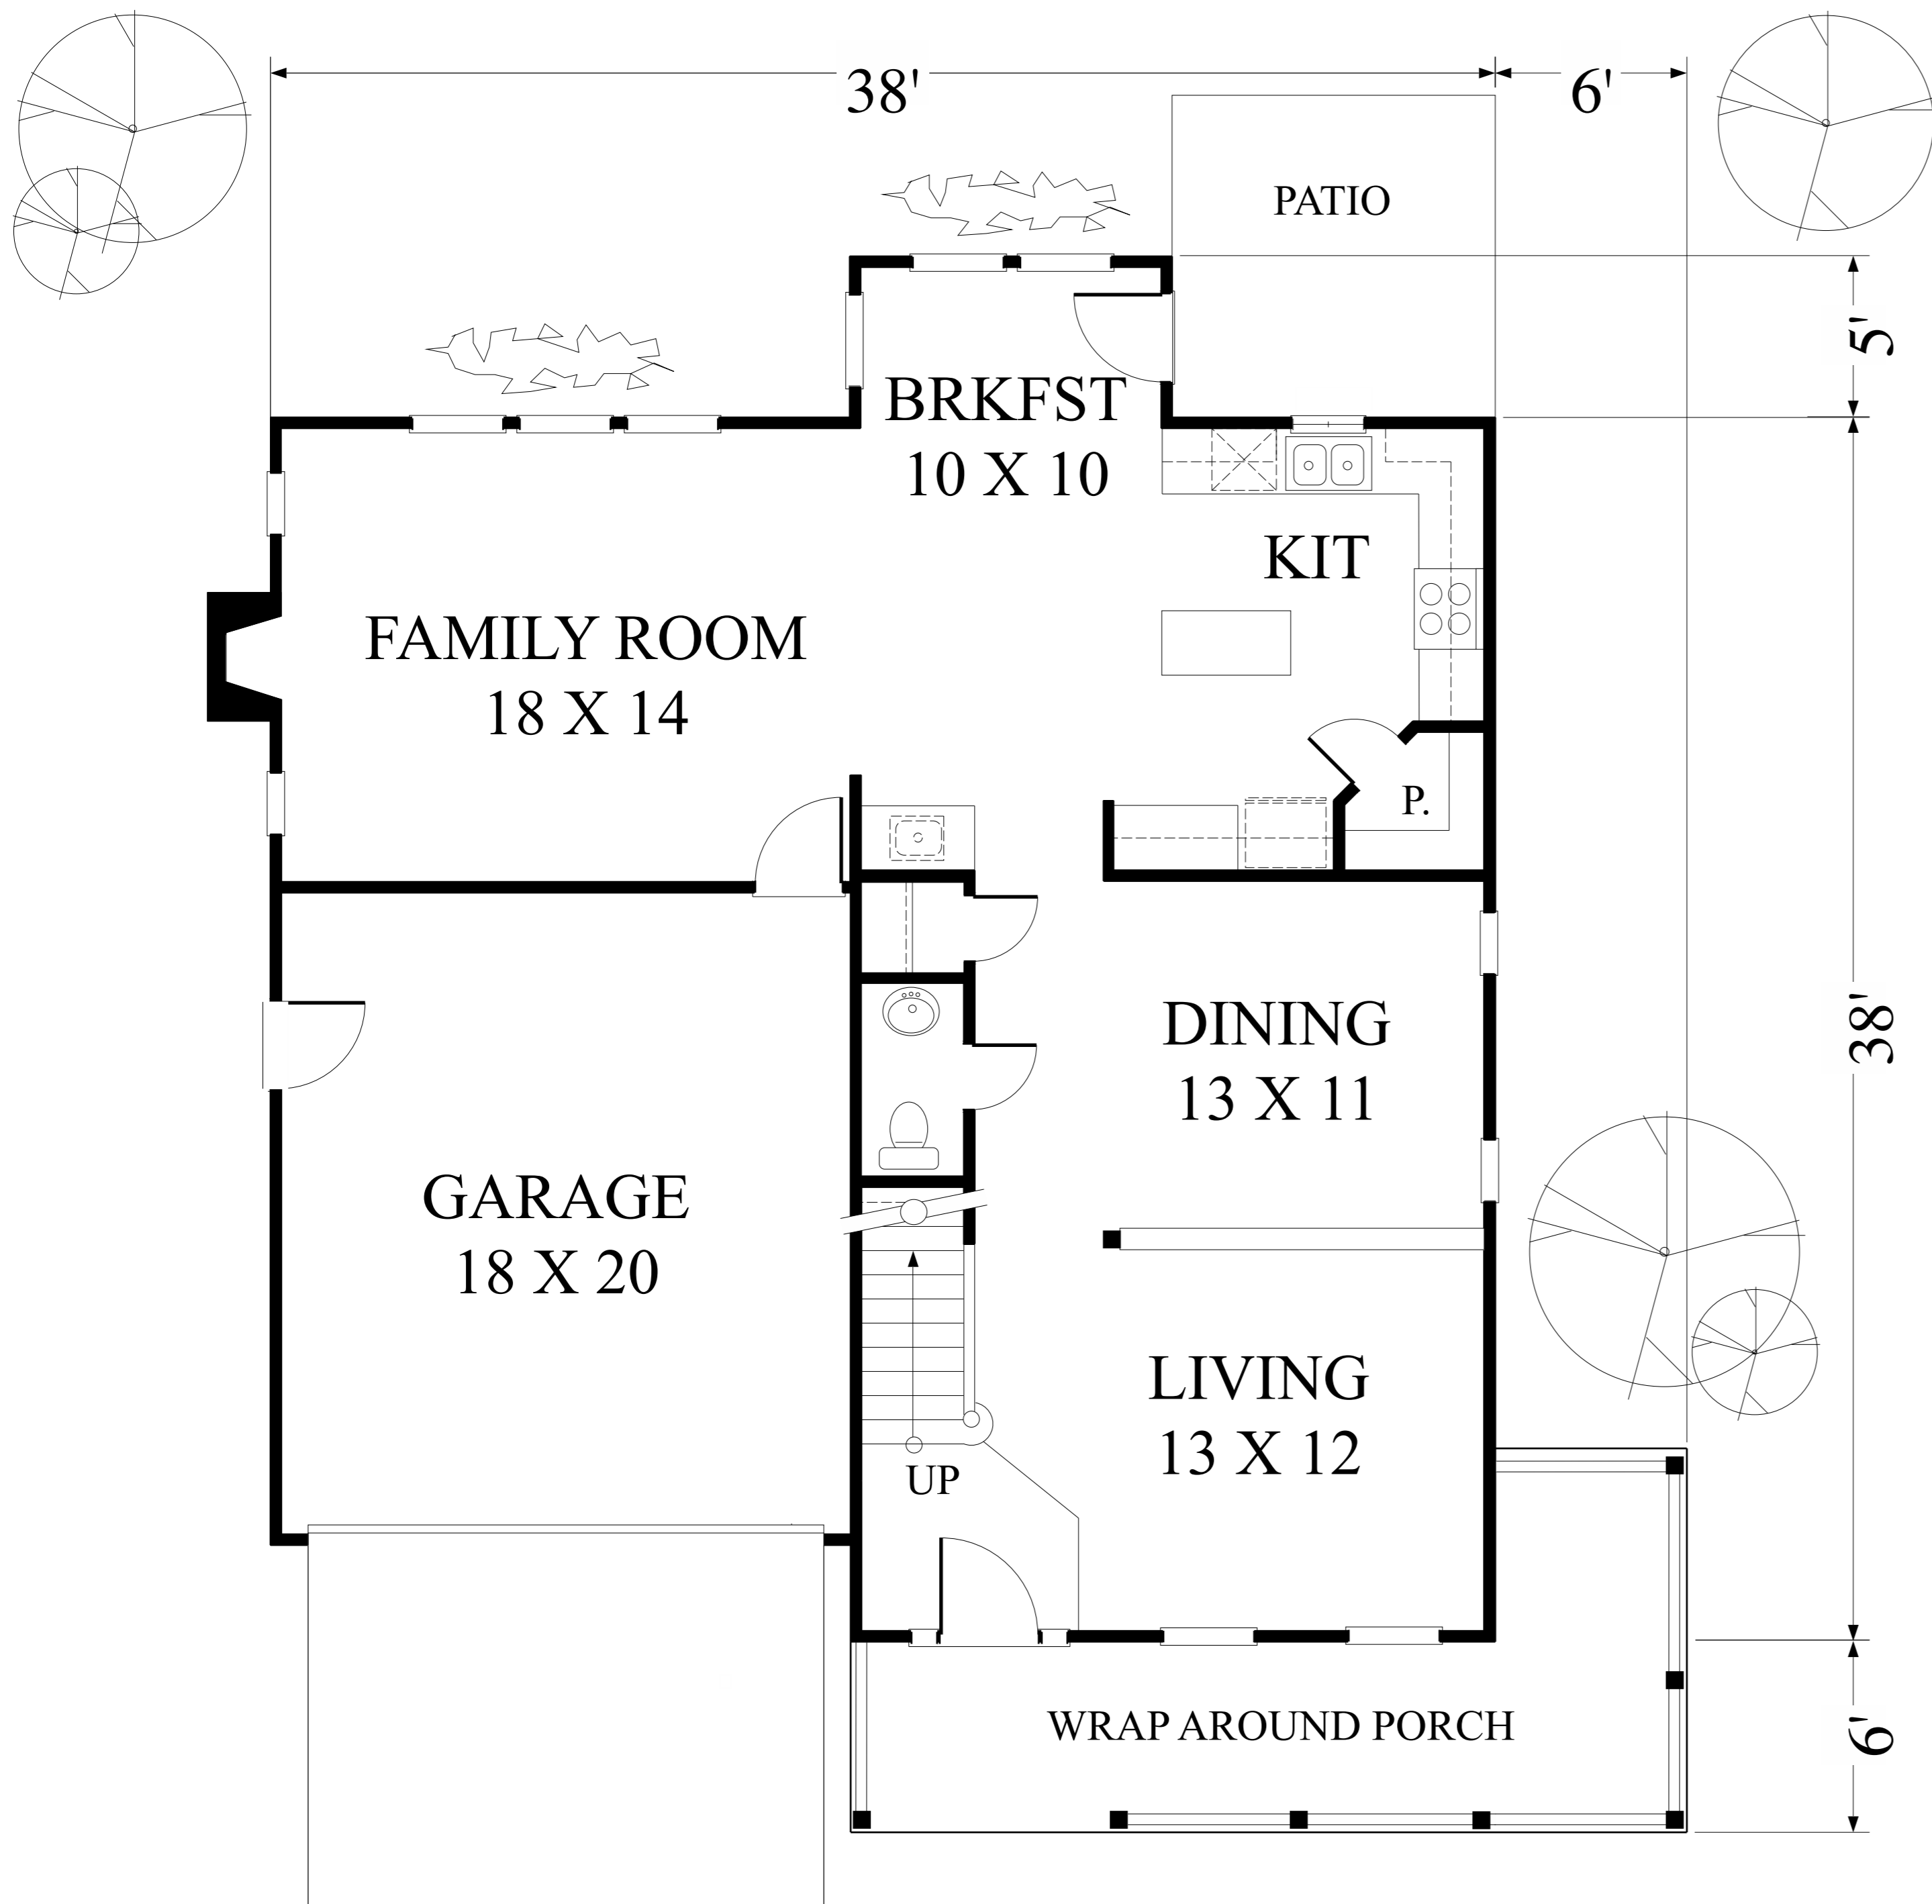 38'
6'
PATIO
5'
BRKFST
10 X 10
KIT
FAMILY ROOM
18 X 14
P.
DINING
13 X 11
38'
GARAGE
18 X 20
LIVING
13 X 12
UP
WRAP AROUND PORCH
6'